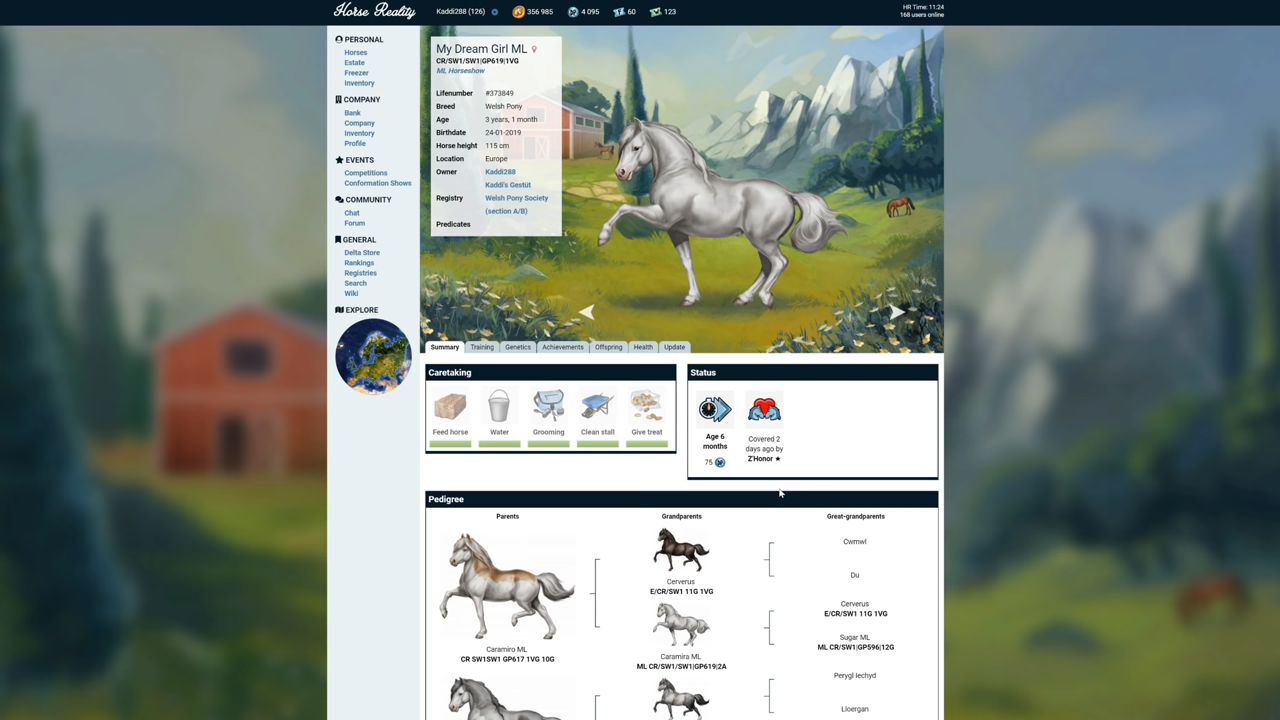 Horse Reality
Kaddi288 (126)
356 985
4 095
60
123
HR Time: 11:24
168 users online
PERSONAL
Horses
Estate
Freezer
Inventory
COMPANY
Bank
Company
Inventory
Profile
EVENTS
Competitions
Conformation Shows
COMMUNITY
Chat
Forum
GENERAL
Delta Store
Rankings
Registries
Search
Wiki
EXPLORE
My Dream Girl ML
CR/SW1/SW1|GP619|1VG
ML Horseshow
Lifenumber #373849
Breed Welsh Pony
Age 3 years, 1 month
Birthdate 24-01-2019
Horse height 115 cm
Location Europe
Owner Kaddi288
Kaddi's Gestüt
Registry Welsh Pony Society
(section A/B)
Predicates
Summary Training Genetics Achievements Offspring Health Update
Caretaking
Feed horse Water Grooming Clean stall Give treat
Status
Age 6
months
75
Covered 2
days ago by
Z'Honor ★
Pedigree
Parents Grandparents Great-grandparents
Caramiro ML
CR SW1SW1 GP617 1VG 10G
Cerverus
E/CR/SW1 11G 1VG
Caramira ML
ML CR/SW1/SW1|GP619|2A
Cwmwl
Du
Cerverus
E/CR/SW1 11G 1VG
Sugar ML
ML CR/SW1|GP596|12G
Perygl Iechyd
Lloergan